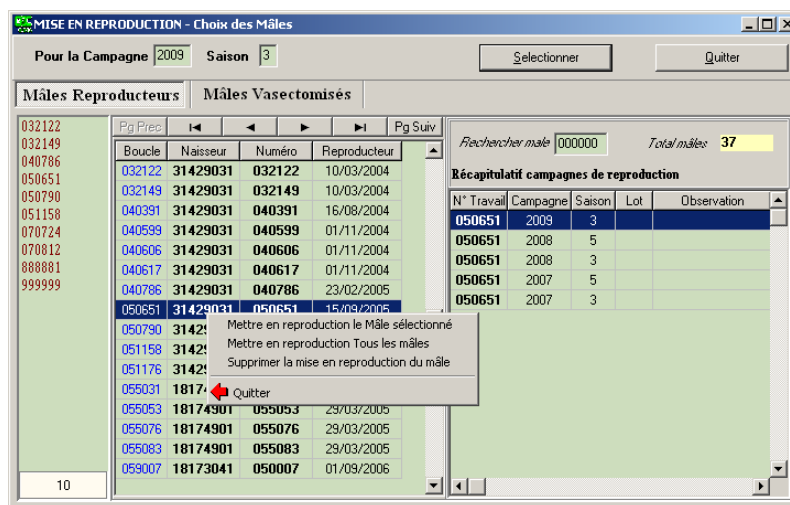 MISE EN REPRODUCTION - Choix des Mâles
Pour la Campagne 2009 Saison 3 Selectionner Quitter
Mâles Reproducteurs Mâles Vasectomisés
032122
032149
040786
050651
050790
051158
070724
070812
888881
999999
10
Pg Prec Pg Suiv
Boucle Naisseur Numéro Reproducteur
032122 31429031 032122 10/03/2004
032149 31429031 032149 10/03/2004
040391 31429031 040391 16/08/2004
040599 31429031 040599 01/11/2004
040606 31429031 040606 01/11/2004
040617 31429031 040617 01/11/2004
040786 31429031 040786 23/02/2005
050651 31429031 050651 15/09/2005
050790 3142
051158 3142
051176 3142
055031 1817
055053 18174901 055053 29/03/2005
055076 18174901 055076 29/03/2005
055083 18174901 055083 29/03/2005
059007 18173041 050007 01/09/2006
Mettre en reproduction le Mâle sélectionné
Mettre en reproduction Tous les mâles
Supprimer la mise en reproduction du mâle
Quitter
Rechercher male 000000 Total mâles 37
Récapitulatif campagnes de reproduction
N° Travail Campagne Saison Lot Observation
050651 2009 3
050651 2008 5
050651 2008 3
050651 2007 5
050651 2007 3